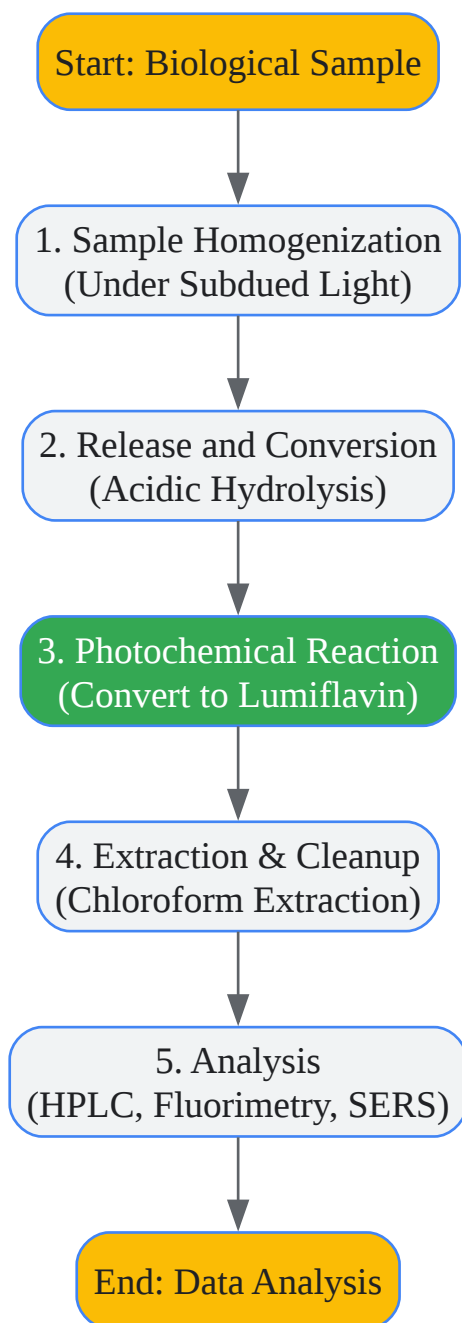 Start: Biological Sample
1. Sample Homogenization
(Under Subdued Light)
2. Release and Conversion
(Acidic Hydrolysis)
3. Photochemical Reaction
(Convert to Lumiflavin)
4. Extraction & Cleanup
(Chloroform Extraction)
5. Analysis
(HPLC, Fluorimetry, SERS)
End: Data Analysis